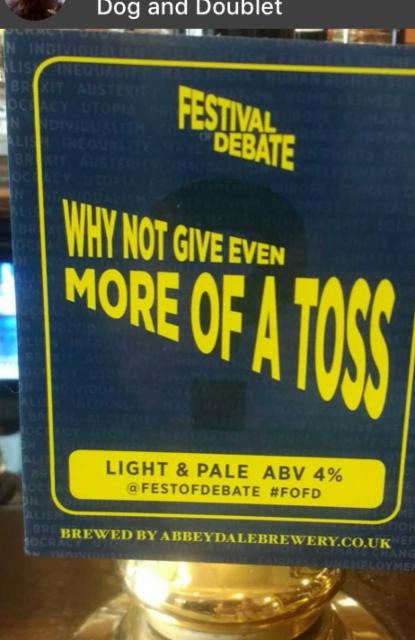 Dog and Doublet
FESTIVAL
OF DEBATE
WHY NOT GIVE EVEN
MORE OF A TOSS
LIGHT & PALE ABV 4%
@FESTOFDEBATE #FOFD
BREWED BY ABBEYDALEBREWERY.CO.UK